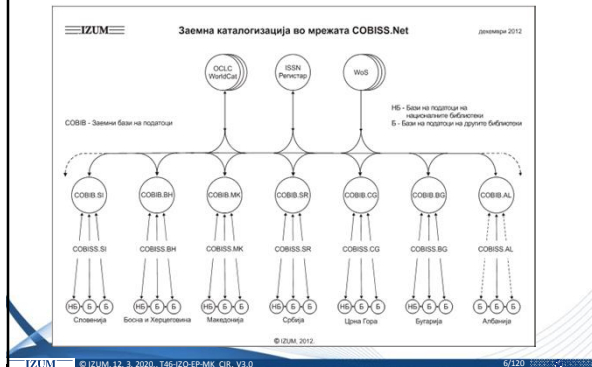 IZUM
Заемна каталогизација во мрежата COBISS.Net
декември 2012
OCLC
WorldCat
ISSN
Регистар
WoS
COBIB - Заемни бази на податоци
НБ - Бази на податоци на
националните библиотеки
Б - Бази на податоци на другите библиотеки
COBIB.SI COBIB.BH COBIB.MK COBIB.SR COBIB.CG COBIB.BG COBIB.AL
COBISS.SI COBISS.BH COBISS.MK COBISS.SR COBISS.CG COBISS.BG COBISS.AL
НБ Б Б НБ Б Б НБ Б Б НБ Б Б НБ Б Б НБ Б Б НБ Б Б
Словенија Босна и Херцеговина Македонија Србија Црна Гора Бугарија Албанија
© IZUM, 2012.
IZUM © IZUM, 12. 3. 2020., T46-IZO-EP-MK_CIR, V3.0 6/120